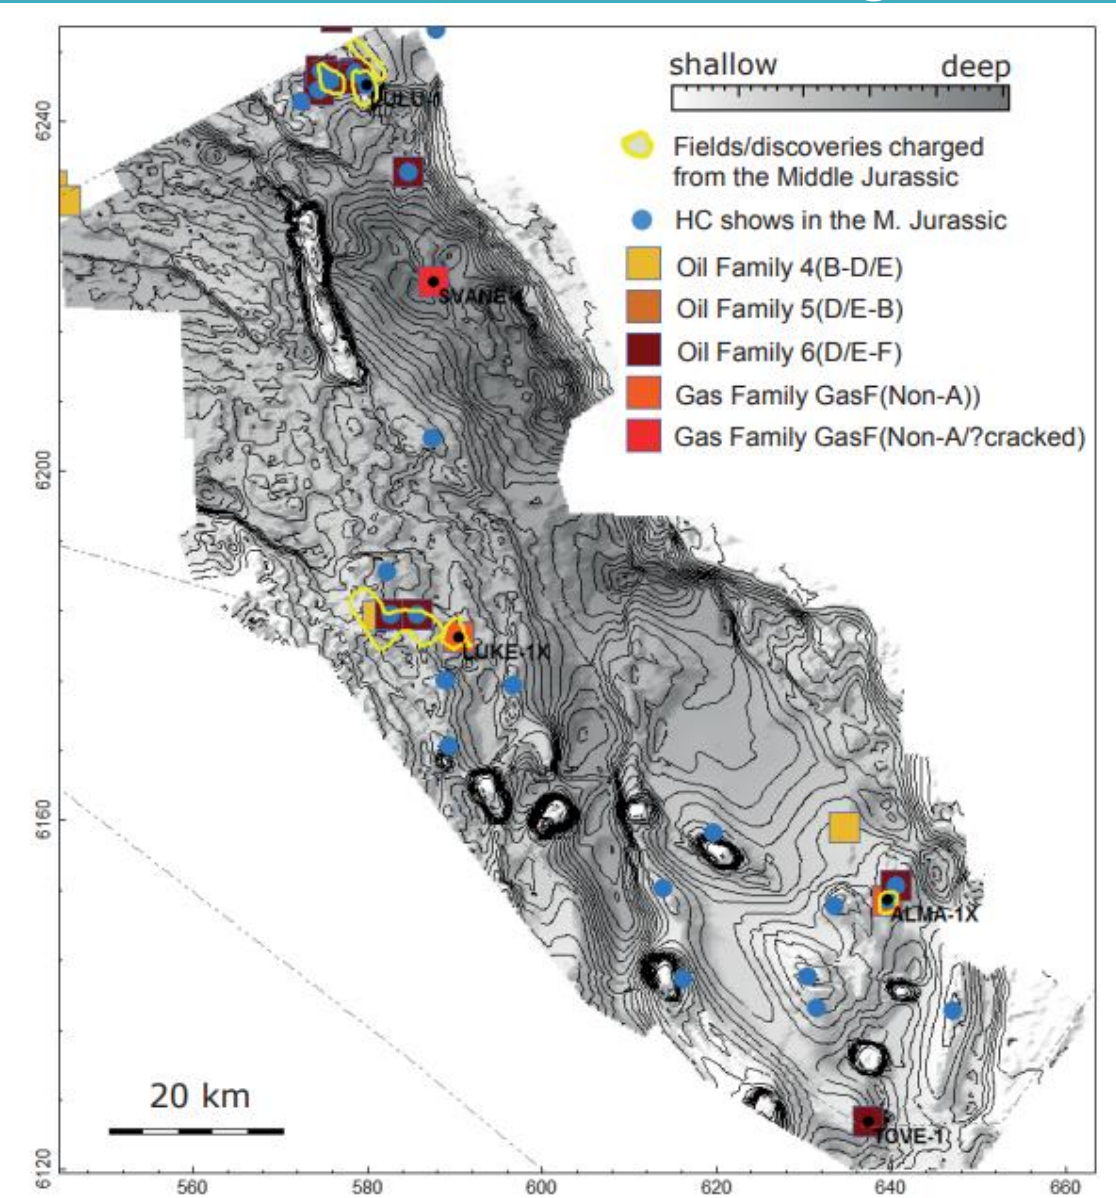 shallow deep
Fields/discoveries charged
from the Middle Jurassic
HC shows in the M. Jurassic
Oil Family 4(B-D/E)
Oil Family 5(D/E-B)
Oil Family 6(D/E-F)
Gas Family GasF(Non-A))
Gas Family GasF(Non-A/?cracked)
6240
6200
6160
6120
LULU-1
SVANE-1
LUKE-1X
ALMA-1X
TOVE-1
20 km
560 580 600 620 640 660